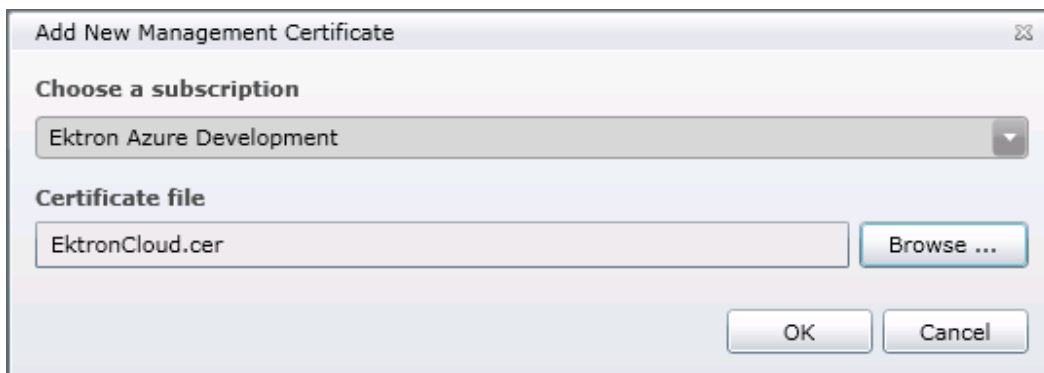 Add New Management Certificate
Choose a subscription
Ektron Azure Development
Certificate file
EktronCloud.cer
Browse ...
OK
Cancel